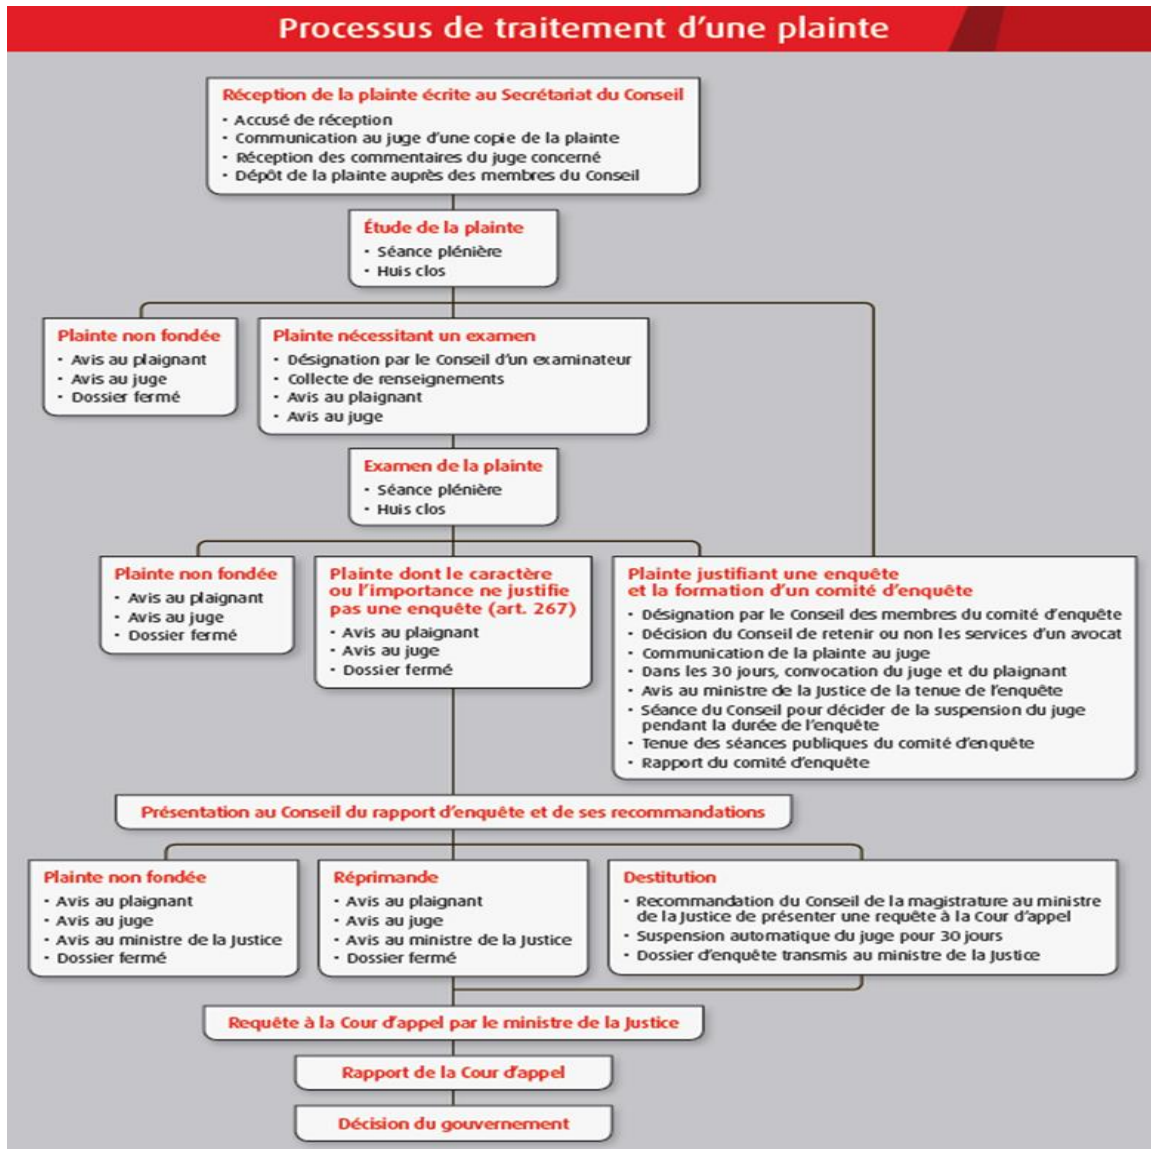 Processus de traitement d'une plainte
Réception de la plainte écrite au Secrétariat du Conseil
· Accusé de réception
· Communication au juge d'une copie de la plainte
· Réception des commentaires du juge concerné
· Dépôt de la plainte auprès des membres du Conseil
Étude de la plainte
· Séance plénière
· Huis clos
Plainte non fondée
· Avis au plaignant
· Avis au juge
· Dossier fermé
Plainte nécessitant un examen
· Désignation par le Conseil d'un examinateur
· Collecte de renseignements
· Avis au plaignant
· Avis au juge
Examen de la plainte
· Séance plénière
· Huis clos
Plainte non fondée
· Avis au plaignant
· Avis au juge
· Dossier fermé
Plainte dont le caractère
ou l'importance ne justifie
pas une enquête (art. 267)
· Avis au plaignant
· Avis au juge
· Dossier fermé
Plainte justifiant une enquête
et la formation d'un comité d'enquête
· Désignation par le Conseil des membres du comité d'enquête
· Décision du Conseil de retenir ou non les services d'un avocat
· Communication de la plainte au juge
· Dans les 30 jours, convocation du juge et du plaignant
· Avis au ministre de la Justice de la tenue de l'enquête
· Séance du Conseil pour décider de la suspension du juge
pendant la durée de l'enquête
· Tenue des séances publiques du comité d'enquête
· Rapport du comité d'enquête
Présentation au Conseil du rapport d'enquête et de ses recommandations
Plainte non fondée
· Avis au plaignant
· Avis au juge
· Avis au ministre de la Justice
· Dossier fermé
Réprimande
· Avis au plaignant
· Avis au juge
· Avis au ministre de la Justice
· Dossier fermé
Destitution
· Recommandation du Conseil de la magistrature au ministre
de la Justice de présenter une requête à la Cour d'appel
· Suspension automatique du juge pour 30 jours
· Dossier d'enquête transmis au ministre de la Justice
Requête à la Cour d'appel par le ministre de la Justice
Rapport de la Cour d'appel
Décision du gouvernement